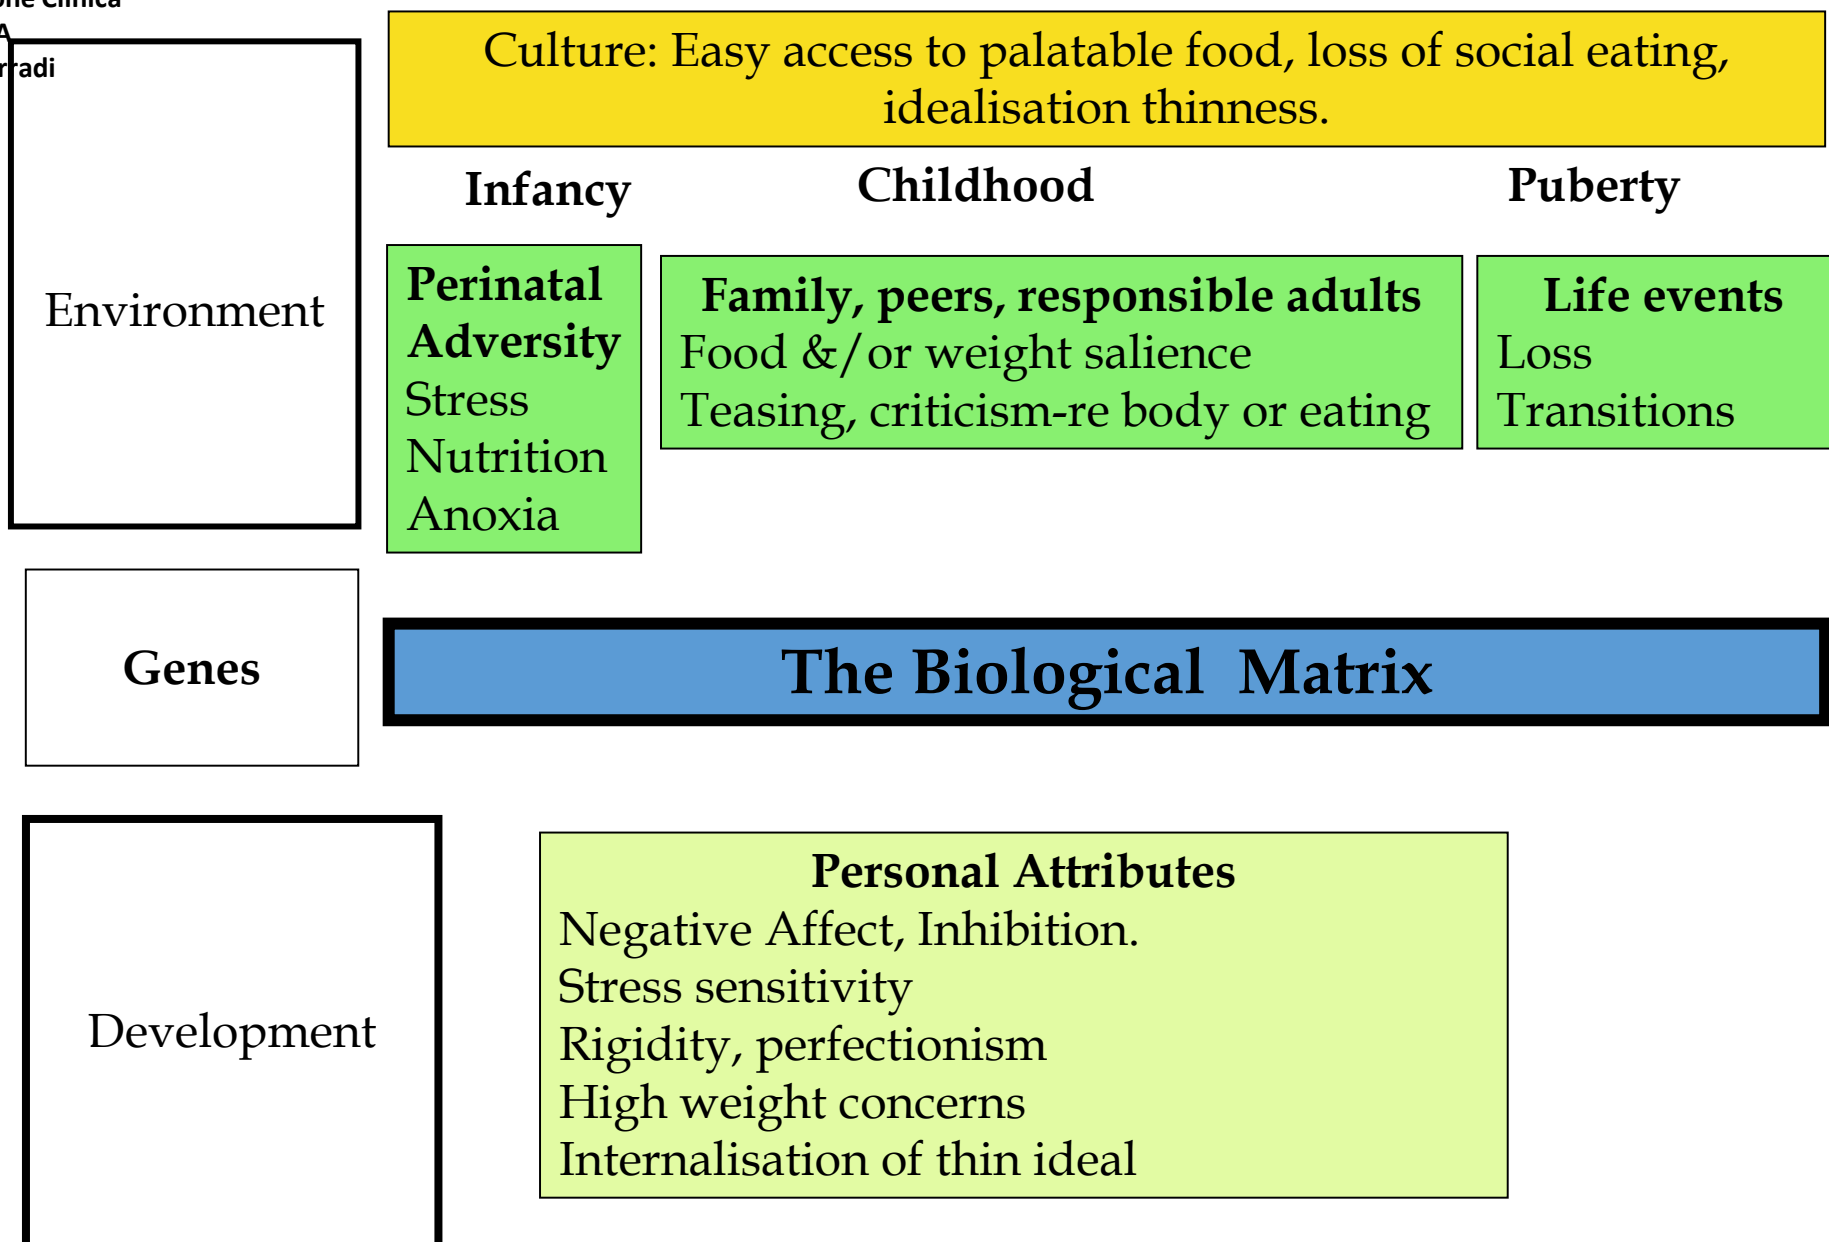 Clinica
rradi
Culture: Easy access to palatable food, loss of social eating,
idealisation thinness.
Infancy
Childhood
Puberty
Environment
Perinatal
Adversity
Stress
Nutrition
Anoxia
Family, peers, responsible adults
Food &/or weight salience
Teasing, criticism-re body or eating
Life events
Loss
Transitions
Genes
The Biological Matrix
Development
Personal Attributes
Negative Affect, Inhibition.
Stress sensitivity
Rigidity, perfectionism
High weight concerns
Internalisation of thin ideal